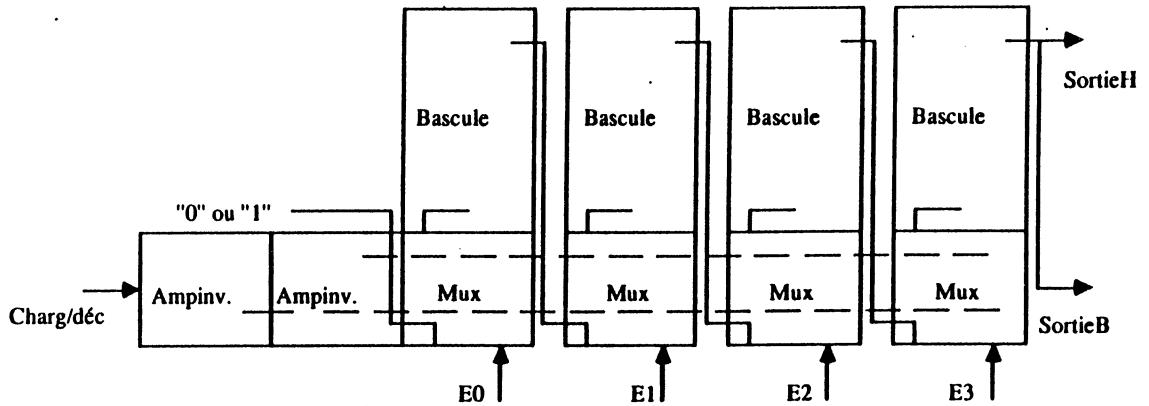 SortieH
Bascule Bascule Bascule Bascule
"0" ou "1"
Ampinv. Ampinv. Mux Mux Mux Mux
Charg/déc
SortieB
E0 E1 E2 E3